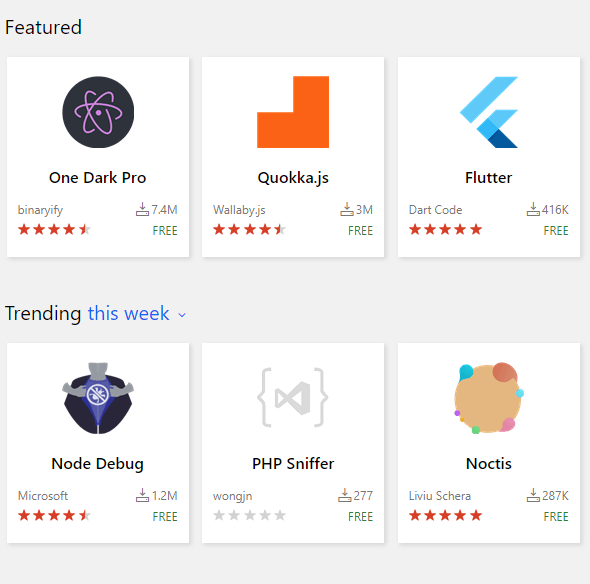 Featured
One Dark Pro
binaryify 7.4M
FREE
Quokka.js
Wallaby.js 3M
FREE
Flutter
Dart Code 416K
FREE
Trending this week
Node Debug
Microsoft 1.2M
FREE
PHP Sniffer
wongjn 277
FREE
Noctis
Liviu Schera 287K
FREE